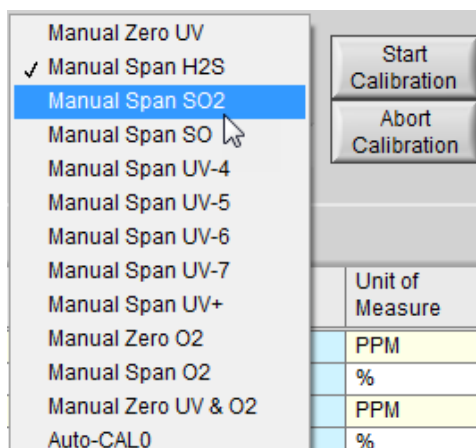 Manual Zero UV
✓ Manual Span H2S
Manual Span SO2
Manual Span SO
Manual Span UV-4
Manual Span UV-5
Manual Span UV-6
Manual Span UV-7
Manual Span UV+
Manual Zero O2
Manual Span O2
Manual Zero UV & O2
Auto-CAL0
Start
Calibration
Abort
Calibration
Unit of
Measure
PPM
%
PPM
%